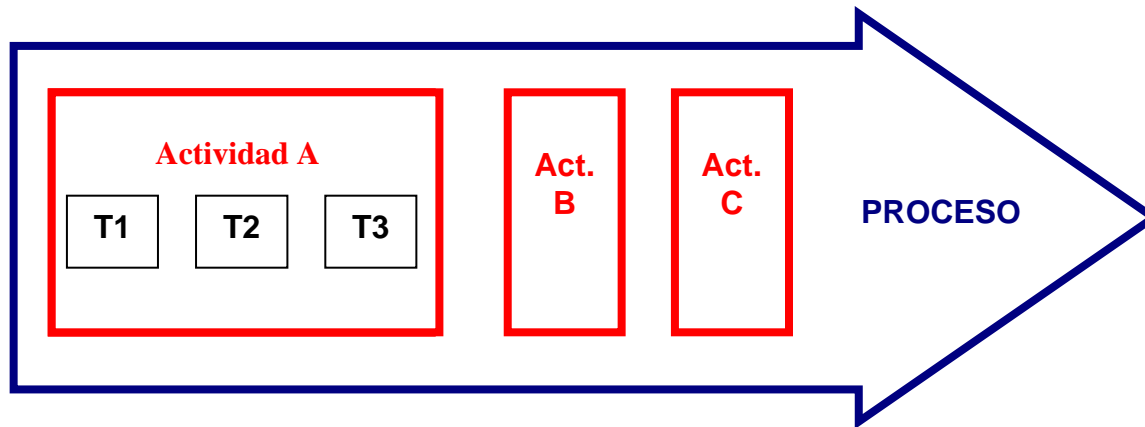 Actividad A
T1 T2 T3
Act.
B
Act.
C
PROCESO